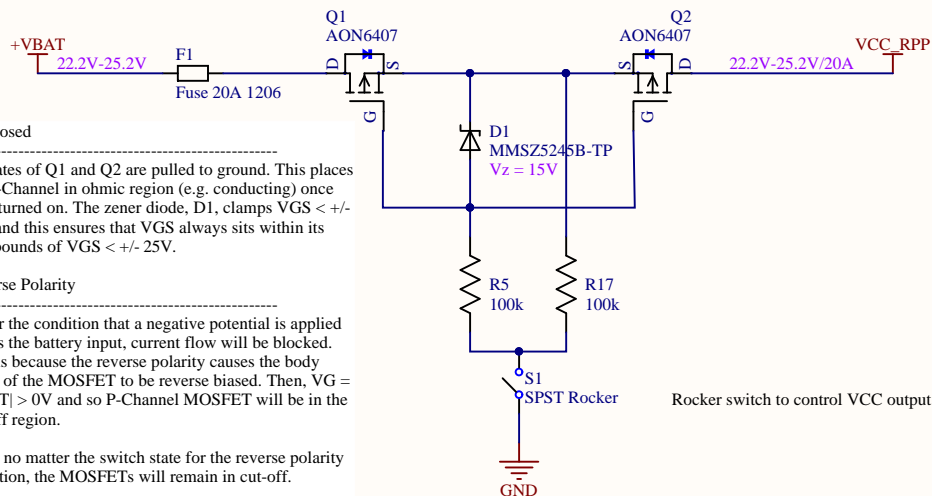 Q1
AON6407
Q2
AON6407
+VBAT
22.2V-25.2V
F1
Fuse 20A 1206
D
S
G
S
D
G
22.2V-25.2V/20A
VCC_RPP
D1
MMSZ5245B-TP
Vz = 15V
osed
------------------------------------------------
ates of Q1 and Q2 are pulled to ground. This places
-Channel in ohmic region (e.g. conducting) once
turned on. The zener diode, D1, clamps VGS < +/-
and this ensures that VGS always sits within its
ounds of VGS < +/- 25V.
rse Polarity
------------------------------------------------
r the condition that a negative potential is applied
s the battery input, current flow will be blocked.
is because the reverse polarity causes the body
of the MOSFET to be reverse biased. Then, VG =
T| > 0V and so P-Channel MOSFET will be in the
ff region.
no matter the switch state for the reverse polarity
tion, the MOSFETs will remain in cut-off.
R5
100k
R17
100k
S1
SPST Rocker
GND
Rocker switch to control VCC output